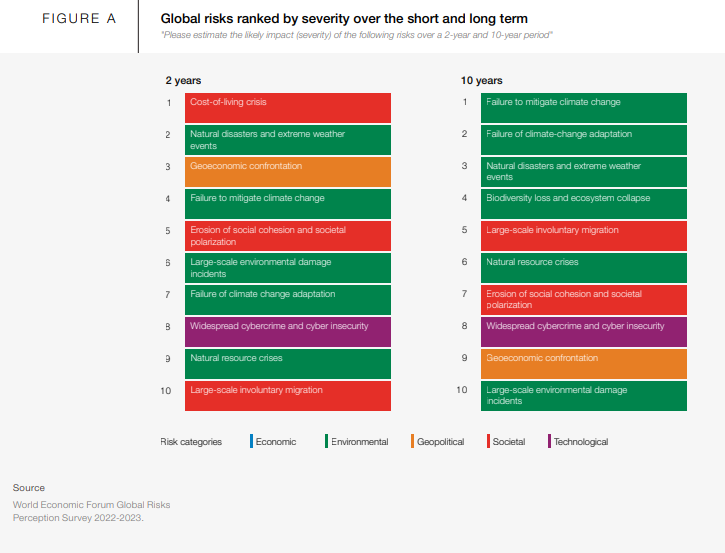 FIGURE A
Global risks ranked by severity over the short and long term
"Please estimate the likely impact (severity) of the following risks over a 2-year and 10-year period"
2 years
1 Cost-of-living crisis
2 Natural disasters and extreme weather
events
3 Geoeconomic confrontation
4 Failure to mitigate climate change
5 Erosion of social cohesion and societal
polarization
6 Large-scale environmental damage
incidents
7 Failure of climate change adaptation
8 Widespread cybercrime and cyber insecurity
9 Natural resource crises
10 Large-scale involuntary migration
10 years
1 Failure to mitigate climate change
2 Failure of climate-change adaptation
3 Natural disasters and extreme weather
events
4 Biodiversity loss and ecosystem collapse
5 Large-scale involuntary migration
6 Natural resource crises
7 Erosion of social cohesion and societal
polarization
8 Widespread cybercrime and cyber insecurity
9 Geoeconomic confrontation
10 Large-scale environmental damage
incidents
Risk categories Economic Environmental Geopolitical Societal Technological
Source
World Economic Forum Global Risks
Perception Survey 2022-2023.